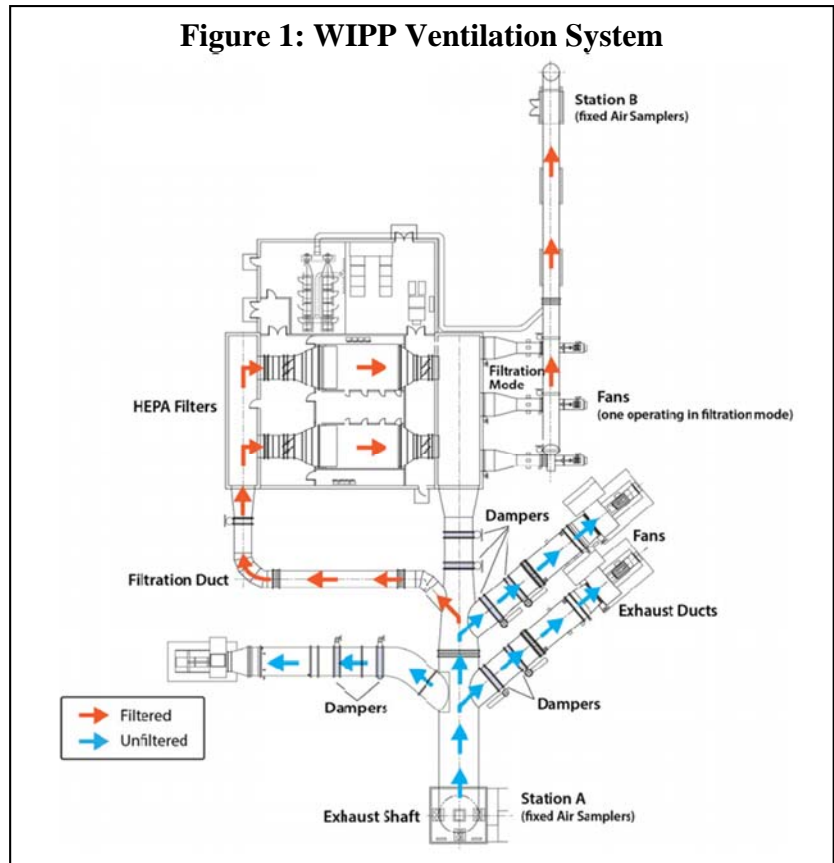 Figure 1: WIPP Ventilation System
Station B
(fixed Air Samplers)
Filtration
Mode
HEPA Filters
Fans
(one operating in filtration mode)
Dampers
Fans
Filtration Duct
Exhaust Ducts
Dampers
Dampers
Filtered
Unfiltered
Exhaust Shaft
Station A
(fixed Air Samplers)